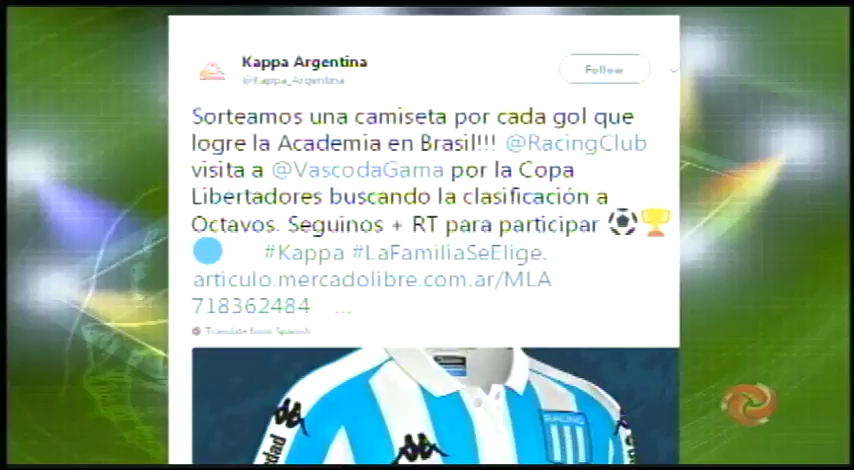 Kappa Argentina
@Kappa_Argentina
Follow
Sorteamos una camiseta por cada gol que
logre la Academia en Brasil!!! @RacingClub
visita a @VascodaGama por la Copa
Libertadores buscando la clasificación a
Octavos. Seguinos + RT para participar
#Kappa #LaFamiliaSeElige.
articulo.mercadolibre.com.ar/MLA
718362484 ...
Translate from Spanish
RACING
edad